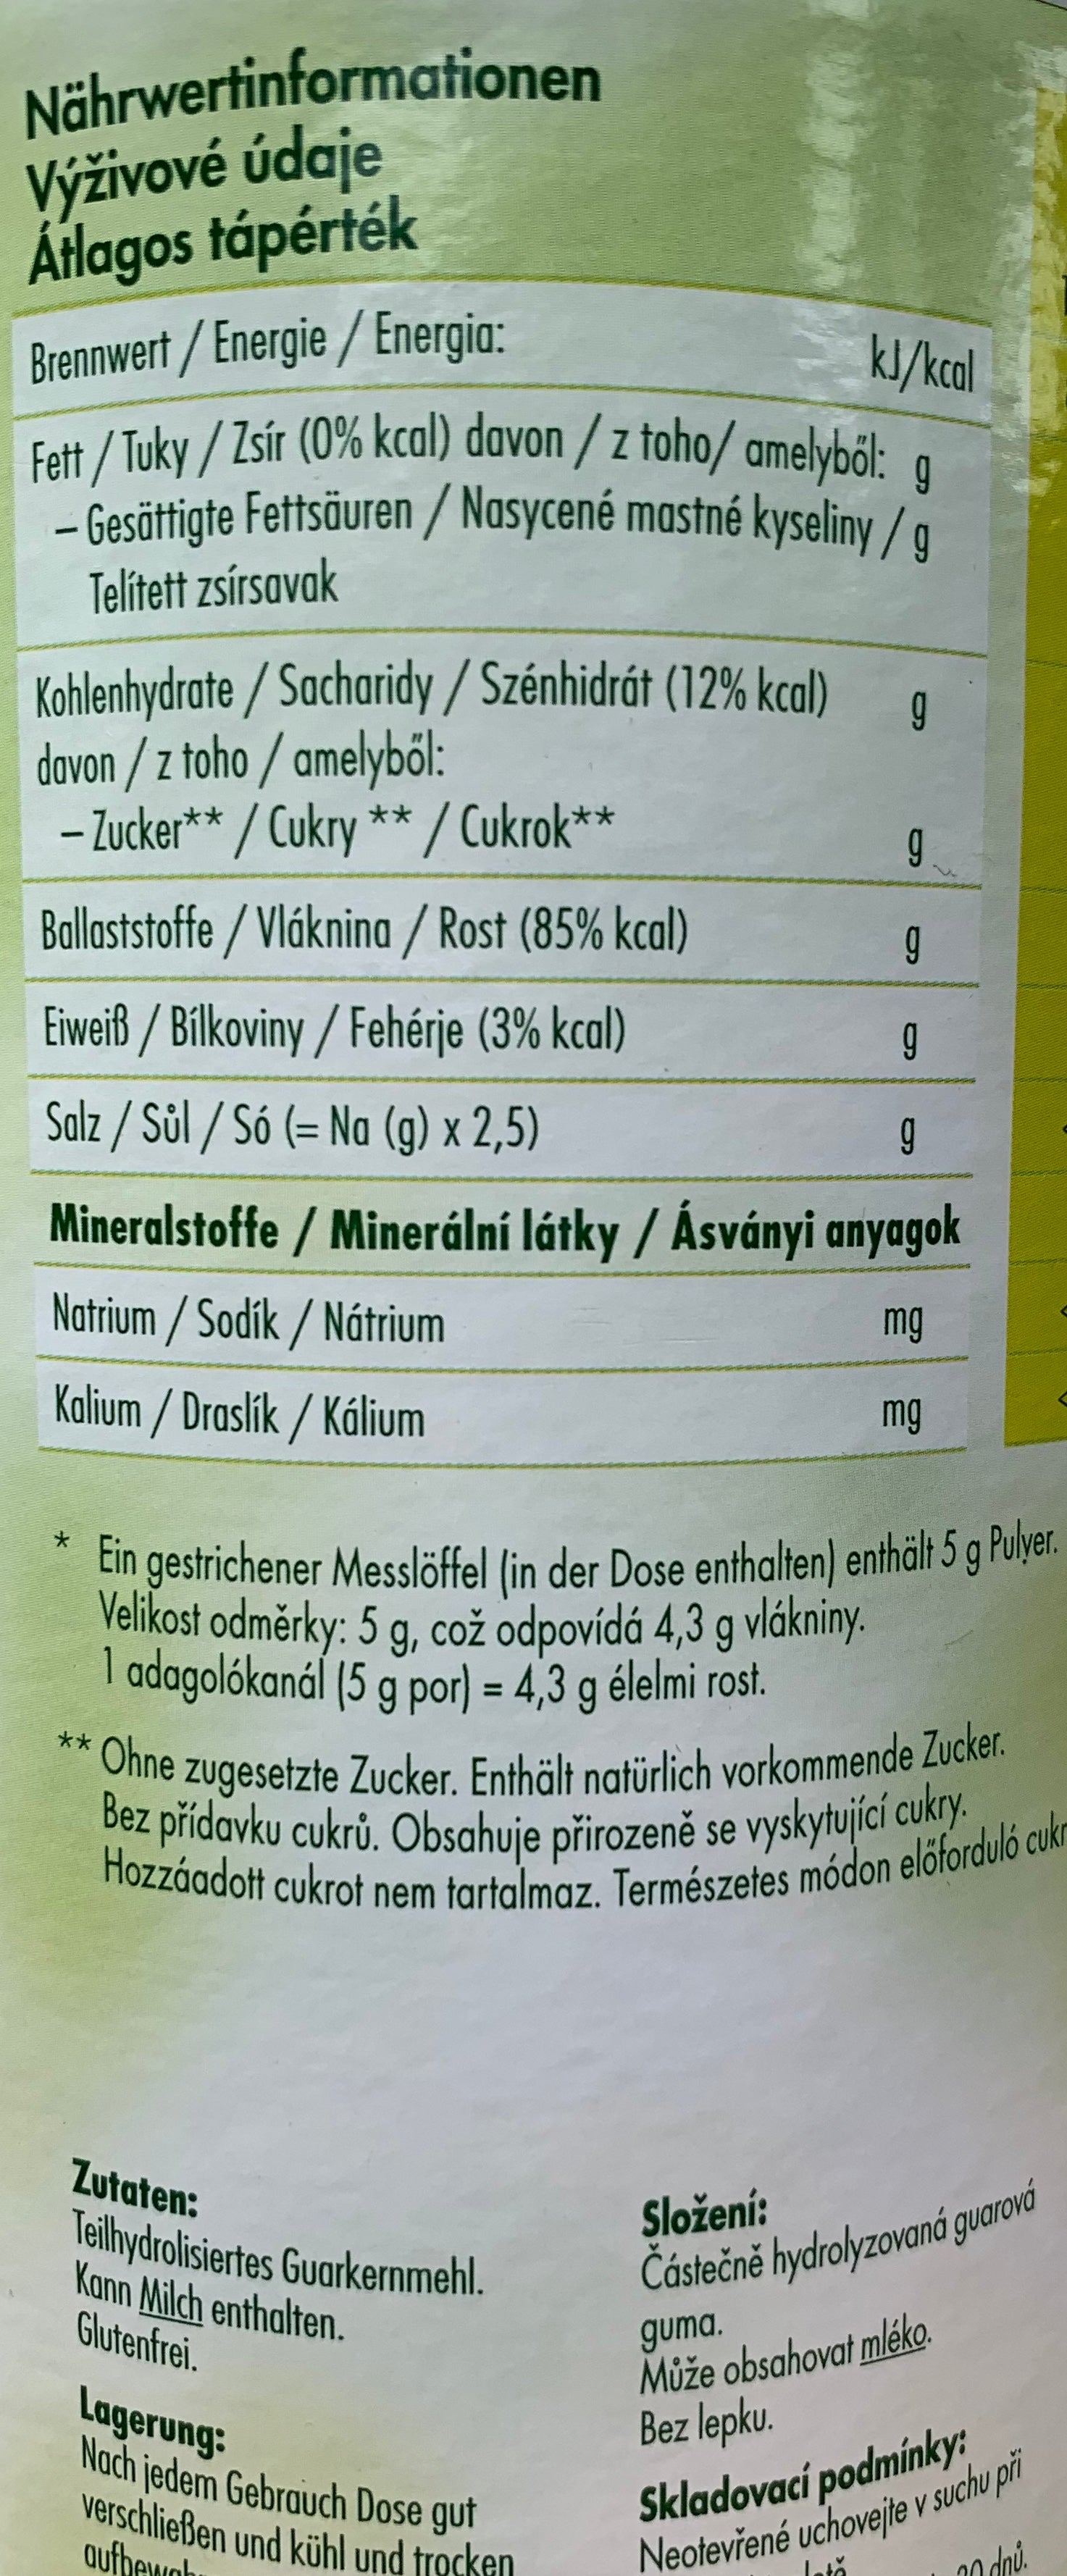 Nährwertinformationen
Výživové údaje
Átlagos tápérték
Brennwert / Energie / Energia: kJ/kcal
Fett / Tuky / Zsír (0% kcal) davon / z toho/ amelyből: g
– Gesättigte Fettsäuren / Nasycené mastné kyseliny / g
Telített zsírsavak
Kohlenhydrate / Sacharidy / Szénhidrát (12% kcal) g
davon / z toho / amelyből:
– Zucker** / Cukry ** / Cukrok** g
Ballaststoffe / Vláknina / Rost (85% kcal) g
Eiweiß / Bílkoviny / Fehérje (3% kcal) g
Salz / Sůl / Só (= Na (g) x 2,5) g
Mineralstoffe / Minerální látky / Ásványi anyagok
Natrium / Sodík / Nátrium mg
Kalium / Draslík / Kálium mg
* Ein gestrichener Messlöffel (in der Dose enthalten) enthält 5 g Pulver.
Velikost odměrky: 5 g, což odpovídá 4,3 g vlákniny.
1 adagolókanál (5 g por) = 4,3 g élelmi rost.
** Ohne zugesetzte Zucker. Enthält natürlich vorkommende Zucker.
Bez přídavku cukrů. Obsahuje přirozeně se vyskytující cukry.
Hozzáadott cukrot nem tartalmaz. Természetes módon előforduló
Zutaten:
Teilhydrolisiertes Guarkernmehl.
Kann Milch enthalten.
Glutenfrei.
Lagerung:
Nach jedem Gebrauch Dose gut
verschließen und kühl und trocken
Složení:
Částečně hydrolyzovaná guarová
guma.
Může obsahovat mléko.
Bez lepku.
Skladovací podmínky:
Neotevřené uchovejte v suchu při
dnů.